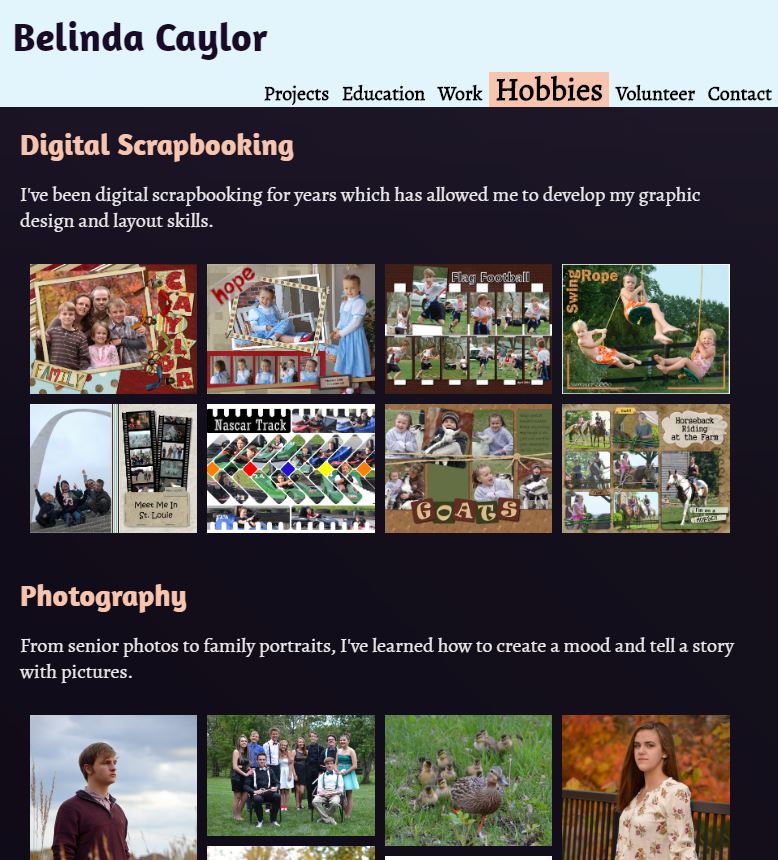 Belinda Caylor
Projects Education Work Hobbies Volunteer Contact
Digital Scrapbooking
I've been digital scrapbooking for years which has allowed me to develop my graphic
design and layout skills.
CAYLOR
FAMILY
hope
Flag Football
Swing
Rope
Meet Me In
St. Louie
Nascar Track
GOATS
Horseback
Riding
at the Farm
Photography
From senior photos to family portraits, I've learned how to create a mood and tell a story
with pictures.